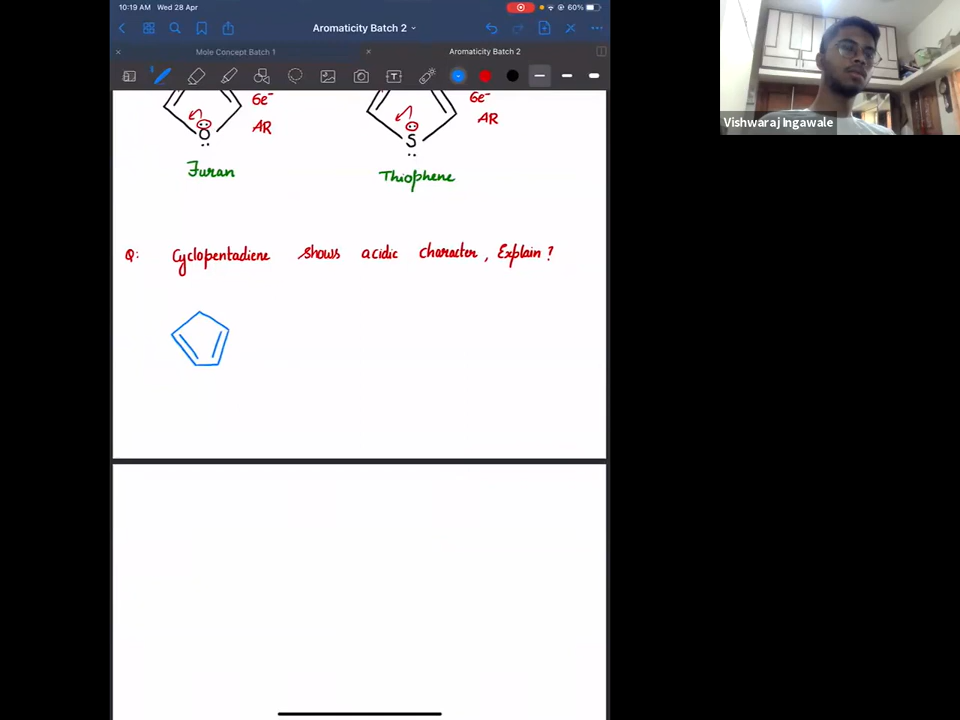 10:19 AM Wed 28 Apr
60%
Aromaticity Batch 2
Mole Concept Batch 1
Aromaticity Batch 2
Vishwaraj Ingawale
6e⁻
6e⁻
AR
AR
O
S
Furan
Thiophene
Q: Cyclopentadiene shows acidic character, Explain?